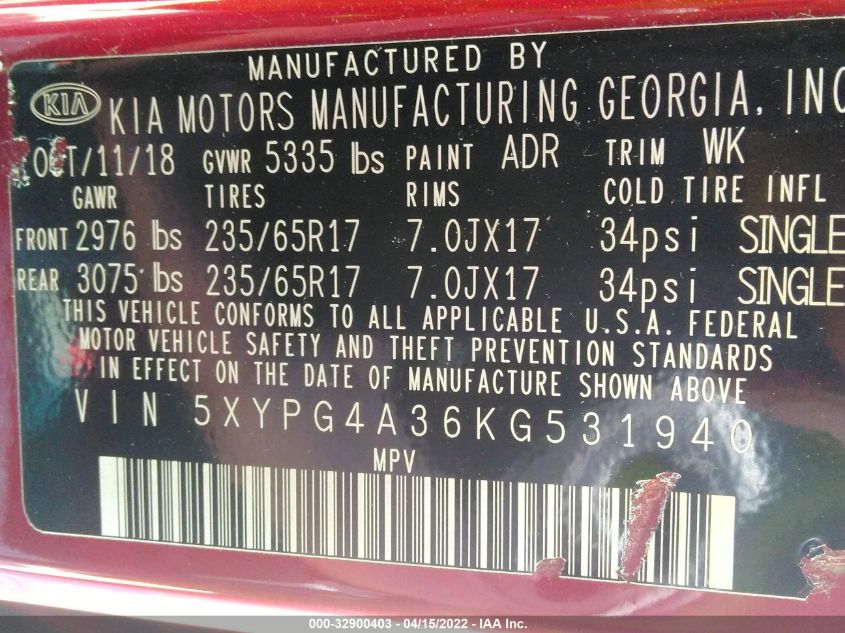 MANUFACTURED BY
KIA KIA MOTORS MANUFACTURING GEORGIA, INC
OCT/11/18 GVWR 5335 lbs PAINT ADR TRIM WK
GAWR TIRES RIMS COLD TIRE INFL
FRONT 2976 lbs 235/65R17 7.0JX17 34psi SINGLE
REAR 3075 lbs 235/65R17 7.0JX17 34psi SINGLE
THIS VEHICLE CONFORMS TO ALL APPLICABLE U.S.A. FEDERAL
MOTOR VEHICLE SAFETY AND THEFT PREVENTION STANDARDS
IN EFFECT ON THE DATE OF MANUFACTURE SHOWN ABOVE
VIN 5XYPG4A36KG531940
MPV
000-32900403 - 04/15/2022 - IAA Inc.